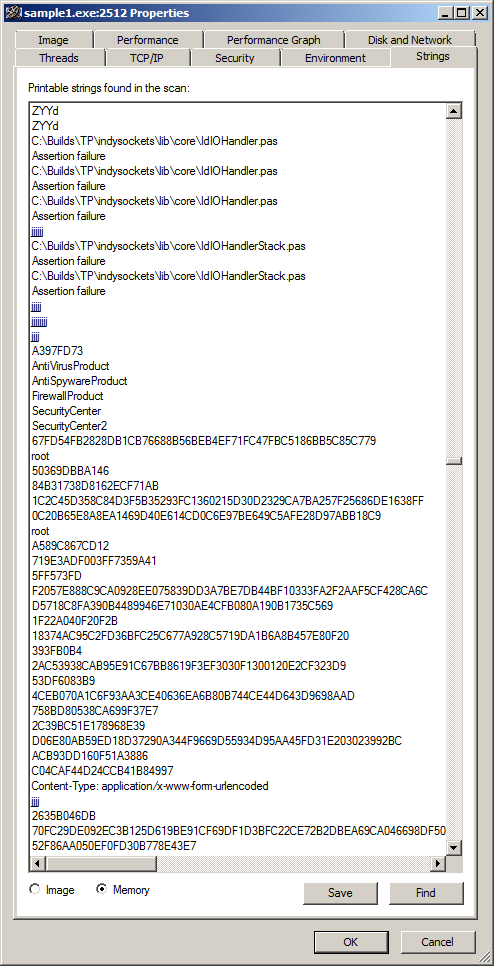 sample1.exe:2512 Properties
Image
Performance
Performance Graph
Disk and Network
Threads
TCP/IP
Security
Environment
Strings
Printable strings found in the scan:
ZYYd
ZYYd
C:\Builds\TP\indysockets\lib\core\IdIOHandler.pas
Assertion failure
C:\Builds\TP\indysockets\lib\core\IdIOHandler.pas
Assertion failure
C:\Builds\TP\indysockets\lib\core\IdIOHandler.pas
Assertion failure
jjjjjj
C:\Builds\TP\indysockets\lib\core\IdIOHandlerStack.pas
Assertion failure
C:\Builds\TP\indysockets\lib\core\IdIOHandlerStack.pas
Assertion failure
jjjjj
jjjjjjjj
jjjj
A397FD73
AntiVirusProduct
AntiSpywareProduct
FirewallProduct
SecurityCenter
SecurityCenter2
67FD54FB2828DB1CB76688B56BEB4EF71FC47FBC5186BB5C85C779
root
50369DBBA146
84B31738D8162ECF71AB
1C2C45D358C84D3F5B35293FC1360215D30D2329CA7BA257F25686DE1638FF
0C20B65E8A8EA1469D40E614CD0C6E97BE649C5AFE28D97ABB18C9
root
A589C867CD12
719E3ADF003FF7359A41
5FF573FD
F2057E888C9CA0928EE075839DD3A7BE7DB44BF10333FA2F2AAF5CF428CA6C
D5718C8FA390B4489946E71030AE4CFB080A190B1735C569
1F22A040F20F2B
18374AC95C2FD36BFC25C677A928C5719DA1B6A8B457E80F20
393FB0B4
2AC53938CAB95E91C67BB8619F3EF3030F1300120E2CF323D9
53DF6083B9
4CEB070A1C6F93AA3CE40636EA6B80B744CE44D643D9698AAD
758BD80538CA699F37E7
2C39BC51E178968E39
D06E80AB59ED18D37290A344F9669D55934D95AA45FD31E203023992BC
ACB93DD160F51A3886
C04CAF44D24CCB41B84997
Content-Type: application/x-www-form-urlencoded
jjjj
2635B046DB
70FC29DE092EC3B125D619BE91CF69DF1D3BFC22CE72B2DBEA69CA046698DF50
52F86AA050EF0FD30B778E43E7
Image
Memory
Save
Find
OK
Cancel